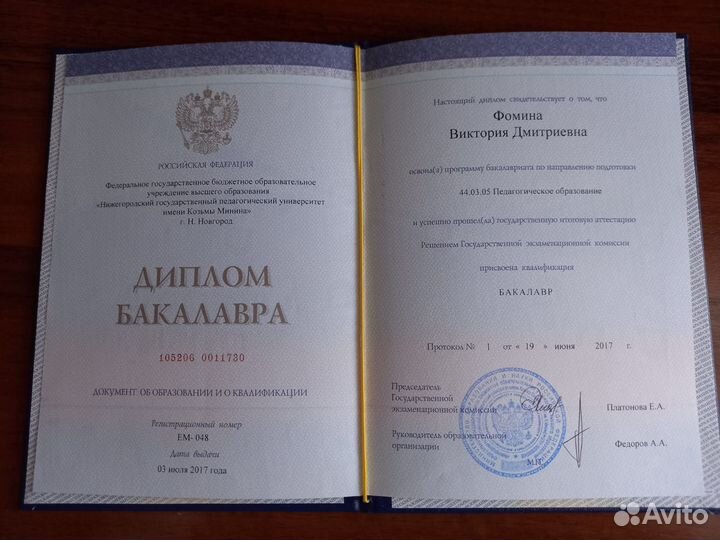 РОССИЙСКАЯ ФЕДЕРАЦИЯ
Федеральное государственное бюджетное образовательное
учреждение высшего образования
«Нижегородский государственный педагогический университет
имени Козьмы Минина»
г. Н. Новгород
ДИПЛОМ
БАКАЛАВРА
105206 0011730
ДОКУМЕНТ ОБ ОБРАЗОВАНИИ И О КВАЛИФИКАЦИИ
Регистрационный номер
ЕМ- 048
Дата выдачи
03 июля 2017 года
Настоящий диплом свидетельствует о том, что
Фомина
Виктория Дмитриевна
освоил(а) программу бакалавриата по направлению подготовки
44.03.05 Педагогическое образование
и успешно прошел(ла) государственную итоговую аттестацию
Решением Государственной экзаменационной комиссии
присвоена квалификация
БАКАЛАВР
Протокол № 1 от « 19 » июня 2017 г.
Председатель
Государственной
экзаменационной комиссии
Платонова Е.А.
Руководитель образовательной
организации
Федоров А.А.
М.П.
Avito